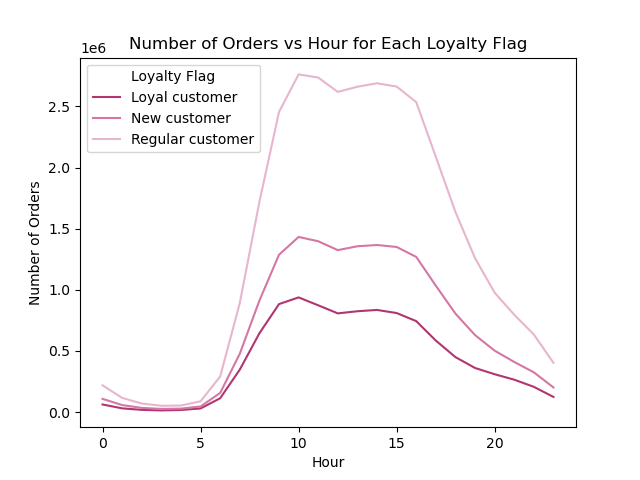 Number of Orders vs Hour for Each Loyalty Flag
1e6
Loyalty Flag
Loyal customer
New customer
Regular customer
2.5
2.0
1.5
1.0
0.5
0.0
Number of Orders
0 5 10 15 20
Hour